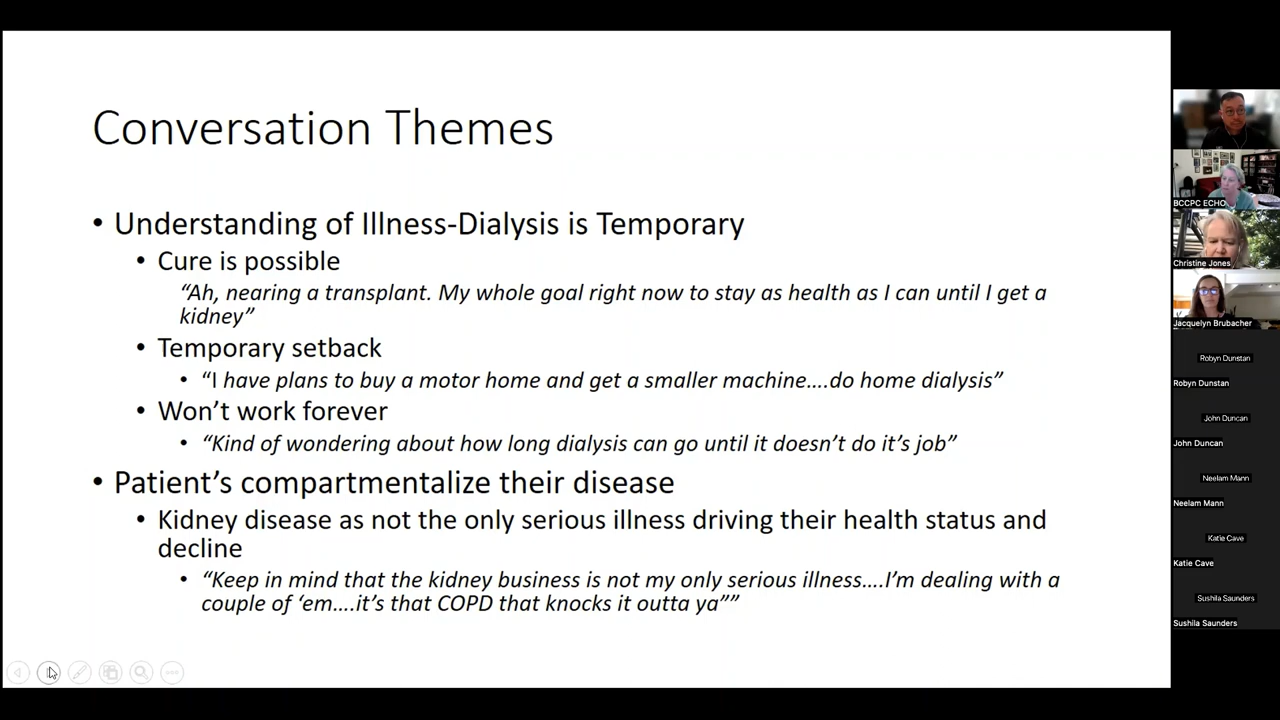 Conversation Themes
• Understanding of Illness-Dialysis is Temporary
• Cure is possible
“Ah, nearing a transplant. My whole goal right now to stay as health as I can until I get a
kidney”
• Temporary setback
• “I have plans to buy a motor home and get a smaller machine….do home dialysis”
• Won’t work forever
• “Kind of wondering about how long dialysis can go until it doesn’t do it’s job”
• Patient’s compartmentalize their disease
• Kidney disease as not the only serious illness driving their health status and
decline
• “Keep in mind that the kidney business is not my only serious illness….I’m dealing with a
couple of ‘em….it’s that COPD that knocks it outta ya””
BCCPC ECHO
Christine Jones
Jacquelyn Brubacher
Robyn Dunstan
Robyn Dunstan
John Duncan
John Duncan
Neelam Mann
Neelam Mann
Katie Cave
Katie Cave
Sushila Saunders
Sushila Saunders